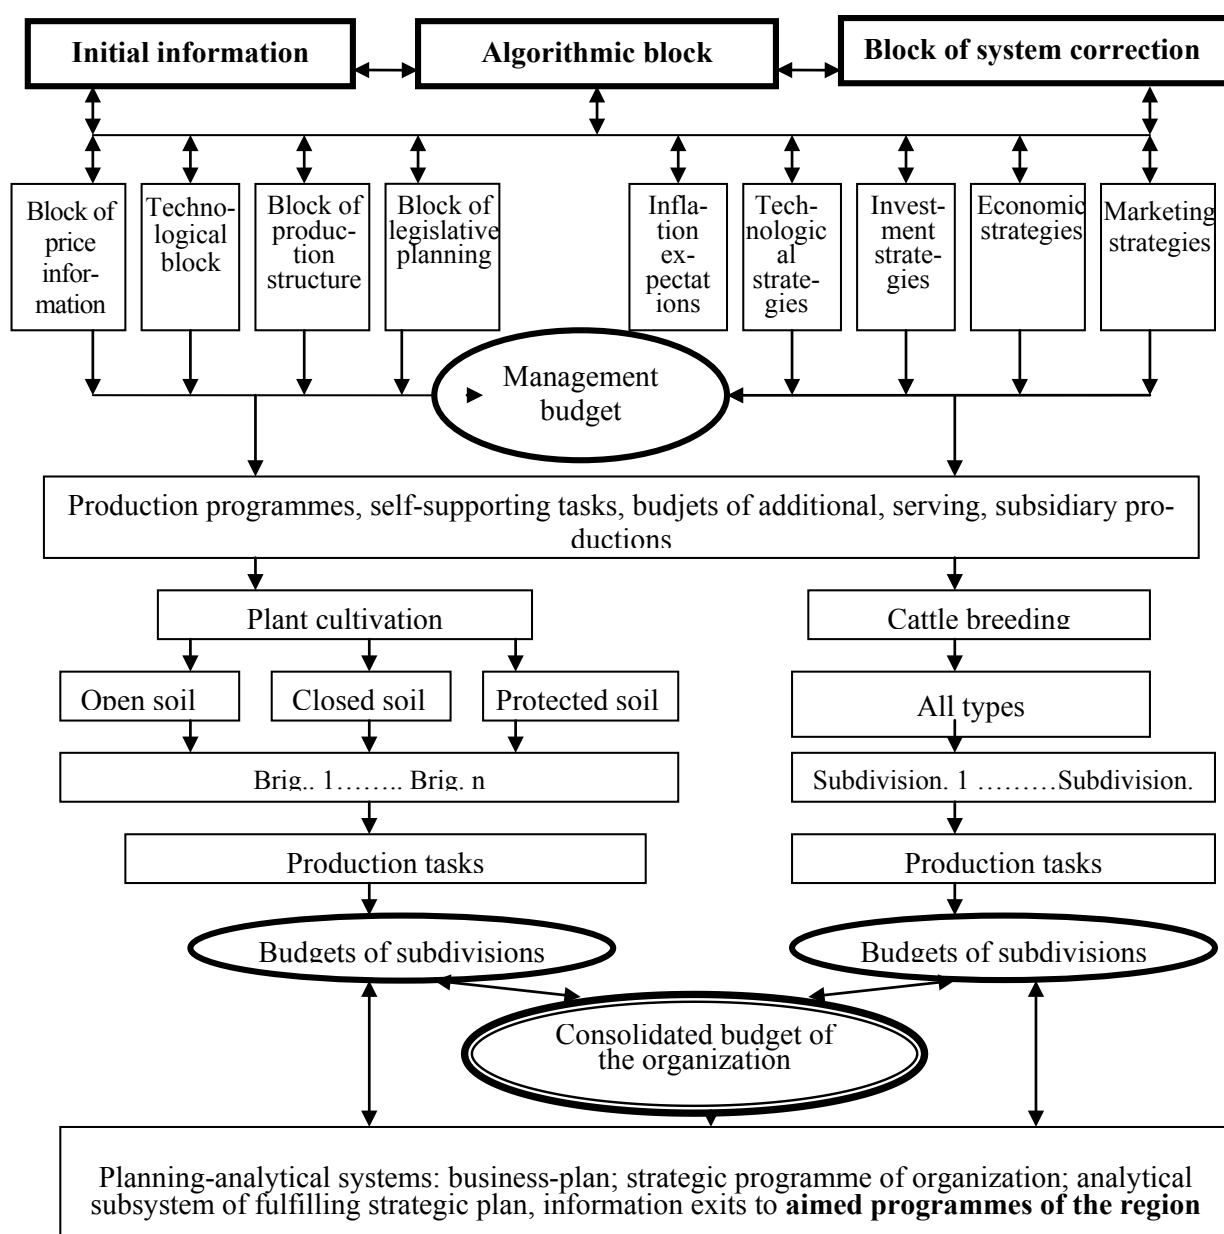 Initial information
Algorithmic block
Block of system correction
Block of
price
infor-
mation
Techno-
logical
block
Block of
produc-
tion
structure
Block of
legislative
planning
Infla-
tion
ex-
pectat
ions
Tech-
nologic
al
strate-
gies
Invest-
ment
strate-
gies
Economic
strategies
Marketing
strategies
Management
budget
Production programmes, self-supporting tasks, budjets of additional, serving, subsidiary pro-
ductions
Plant cultivation
Cattle breeding
Open soil
Closed soil
Protected soil
All types
Brig.. 1…….. Brig. n
Subdivision. 1 ………Subdivision.
Production tasks
Production tasks
Budgets of subdivisions
Budgets of subdivisions
Consolidated budget of
the organization
Planning-analytical systems: business-plan; strategic programme of organization; analytical
subsystem of fulfilling strategic plan, information exits to aimed programmes of the region